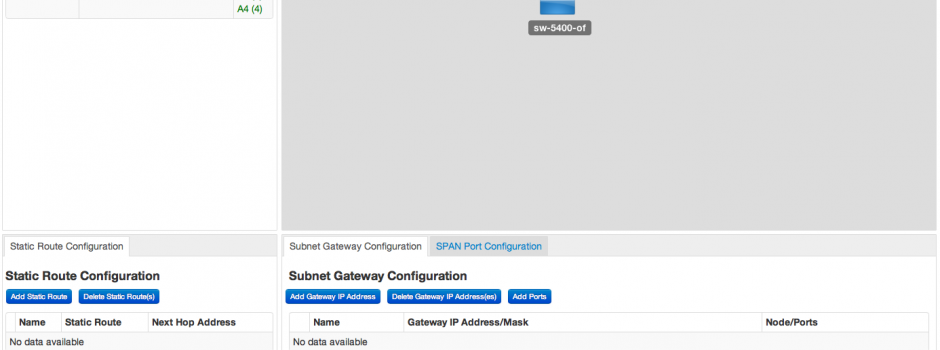 A4 (4)
sw-5400-of
Static Route Configuration
Static Route Configuration
Add Static Route Delete Static Route(s)
Name Static Route Next Hop Address
No data available
Subnet Gateway Configuration SPAN Port Configuration
Subnet Gateway Configuration
Add Gateway IP Address Delete Gateway IP Address(es) Add Ports
Name Gateway IP Address/Mask Node/Ports
No data available